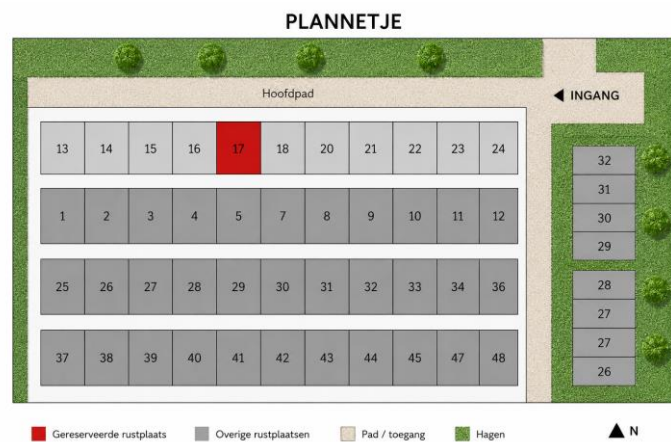 PLANNETJE
Hoofdpad
INGANG
13 14 15 16 17 18 20 21 22 23 24
32
31
30
29
1 2 3 4 5 7 8 9 10 11 12
25 26 27 28 29 30 31 32 33 34 36
28
27
27
26
37 38 39 40 41 42 43 44 45 47 48
Gereserveerde rustplaats Overige rustplaatsen Pad / toegang Hagen N